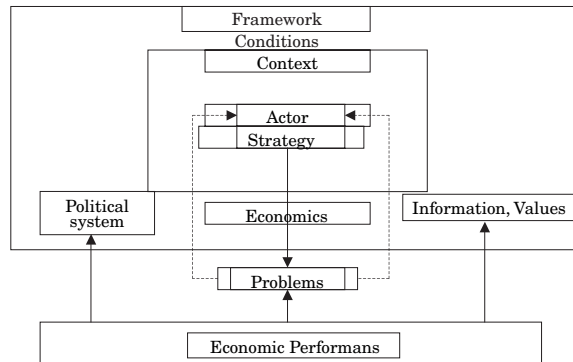 Framework
Conditions
Context
Actor
Strategy
Political
system
Economics
Information, Values
Problems
Economic Performans